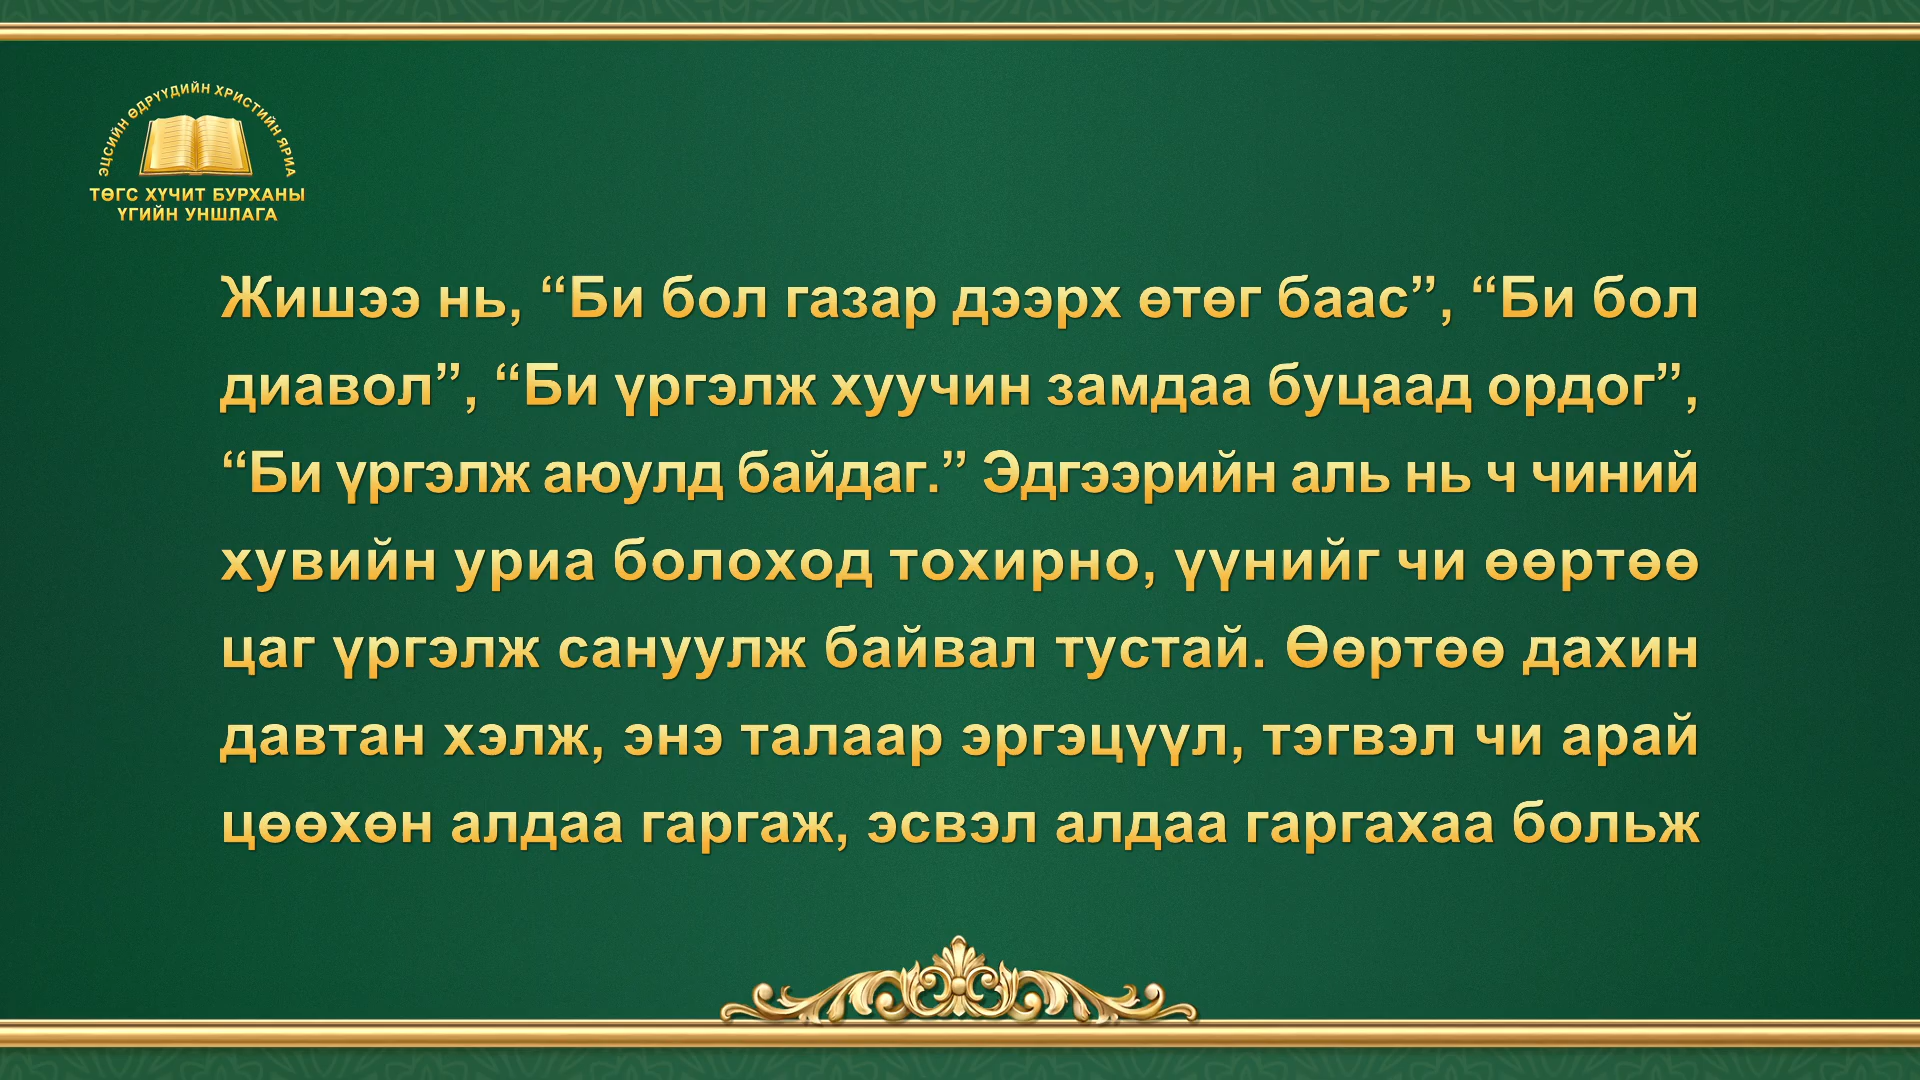 ЭЦСИЙН ӨДРҮҮДИЙН ХРИСТИЙН ЯРИА
ТӨГС ХҮЧИТ БУРХАНЫ
ҮГИЙН УНШЛАГА
Жишээ нь, “Би бол газар дээрх өтөг баас”, “Би бол
диавол”, “Би үргэлж хуучин замдаа буцаад ордог”,
“Би үргэлж аюулд байдаг.” Эдгээрийн аль нь ч чиний
хувийн уриа болоход тохирно, үүнийг чи өөртөө
цаг үргэлж сануулж байвал тустай. Өөртөө дахин
давтан хэлж, энэ талаар эргэцүүл, тэгвэл чи арай
цөөхөн алдаа гаргаж, эсвэл алдаа гаргахаа больж